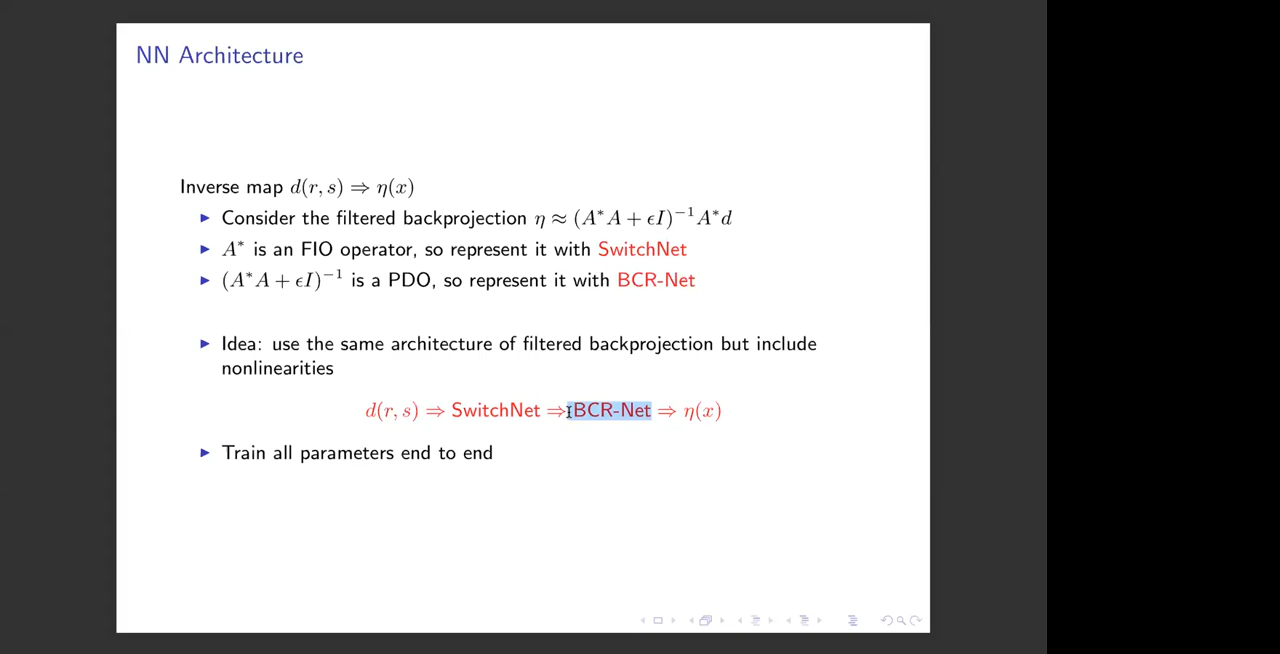 NN Architecture
Inverse map d(r, s) ⇒ η(x)
▶ Consider the filtered backprojection η ≈ (A*A + ϵI)⁻¹A*d
▶ A* is an FIO operator, so represent it with SwitchNet
▶ (A*A + ϵI)⁻¹ is a PDO, so represent it with BCR-Net
▶ Idea: use the same architecture of filtered backprojection but include
nonlinearities
d(r, s) ⇒ SwitchNet ⇒ BCR-Net ⇒ η(x)
▶ Train all parameters end to end